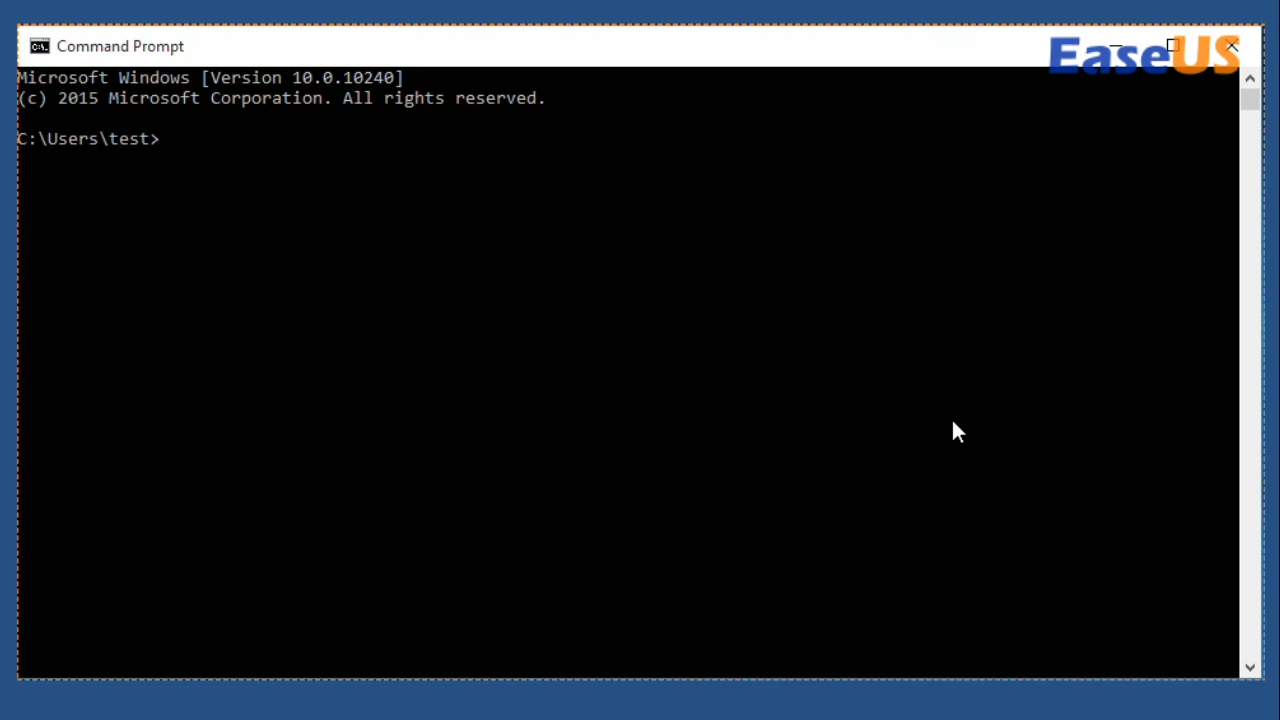 Command Prompt
EaseUS
Microsoft Windows [Version 10.0.10240]
(c) 2015 Microsoft Corporation. All rights reserved.
C:\Users\test>